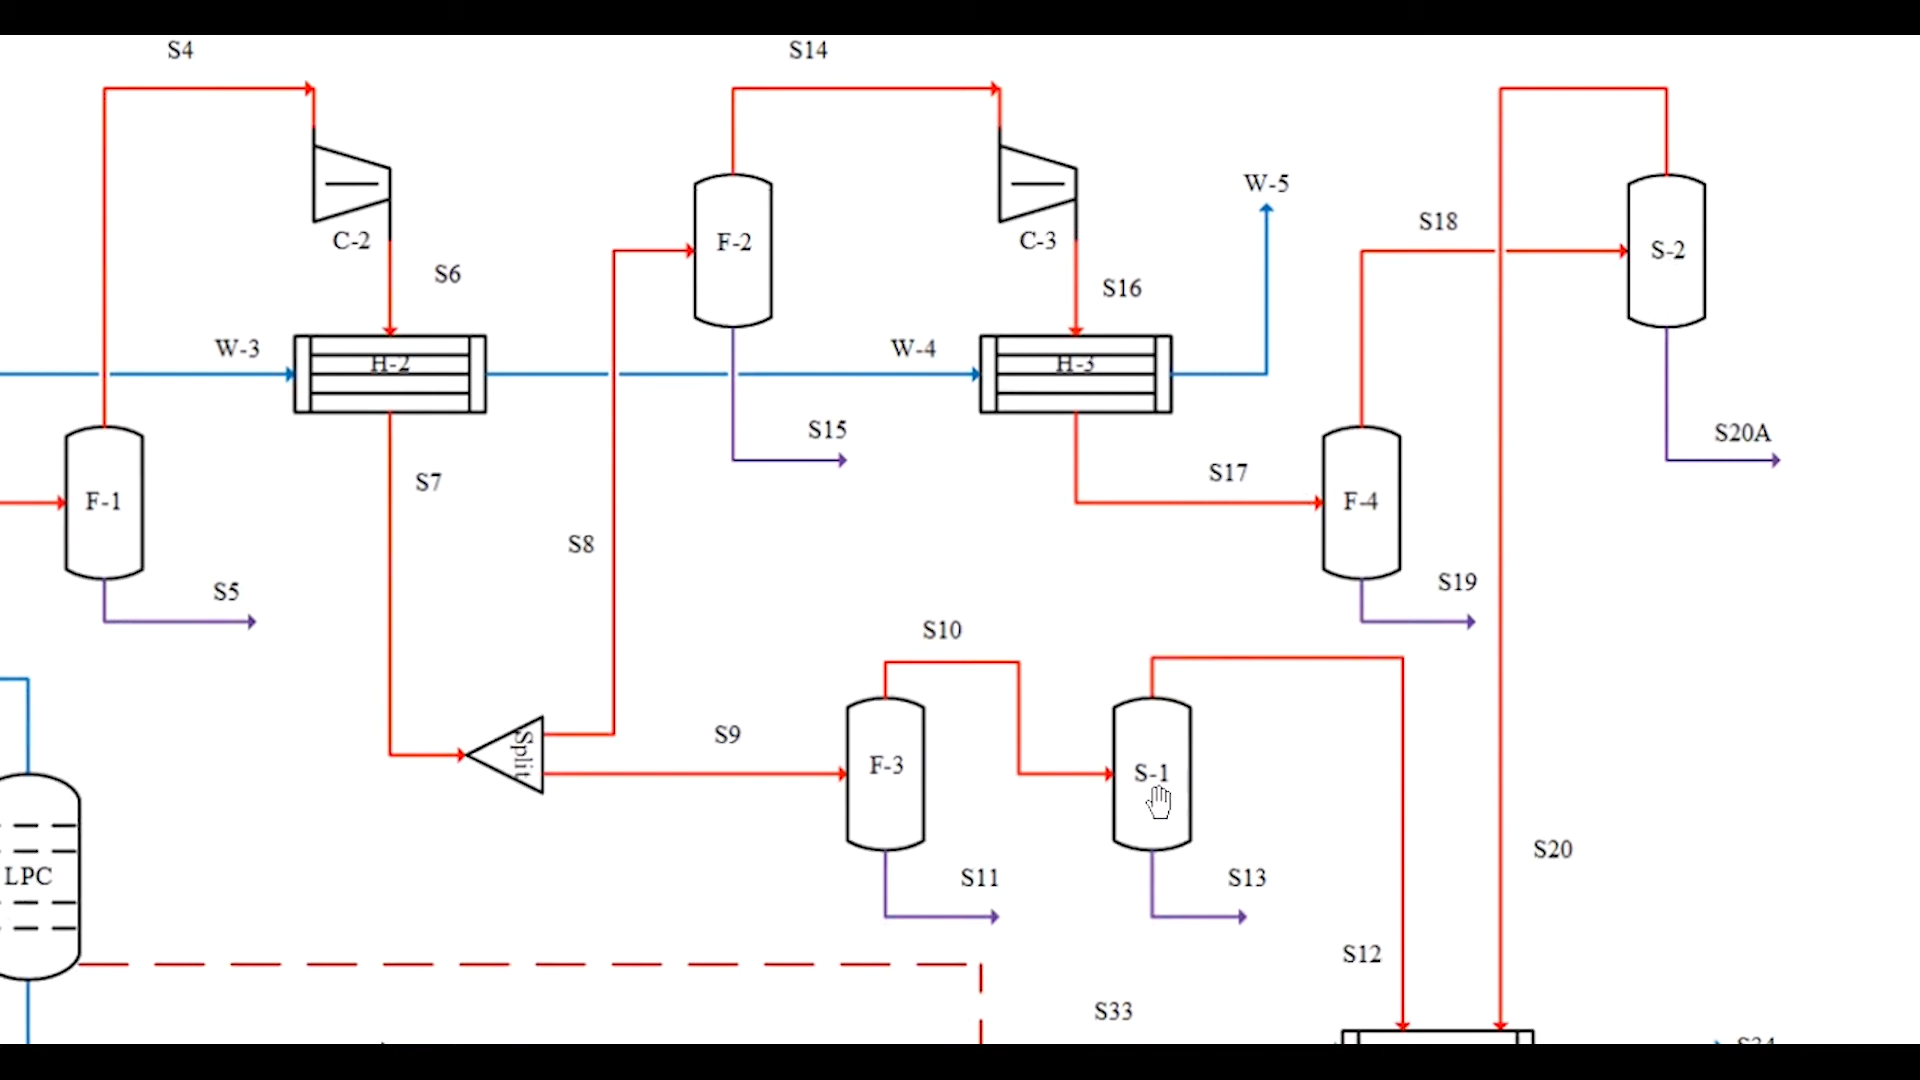 S4
S14
W-5
S18
C-2
F-2
C-3
S-2
S6
S16
W-3
H-2
W-4
H-3
S15
S20A
S7
S17
F-1
F-4
S8
S5
S19
S10
S9
Split
F-3
S-1
S20
LPC
S11
S13
S12
S33